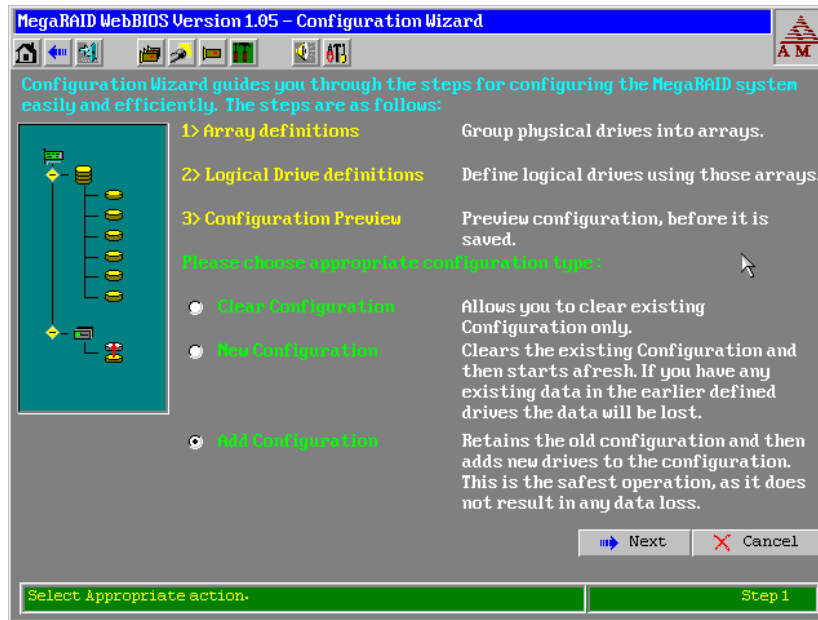 MegaRAID WebBIOS Version 1.05 – Configuration Wizard
AM
Configuration Wizard guides you through the steps for configuring the MegaRAID system
easily and efficiently. The steps are as follows:
1> Array definitions Group physical drives into arrays.
2> Logical Drive definitions Define logical drives using those arrays.
3> Configuration Preview Preview configuration, before it is
saved.
Please choose appropriate configuration type:
Clear Configuration Allows you to clear existing
Configuration only.
New Configuration Clears the existing Configuration and
then starts afresh. If you have any
existing data in the earlier defined
drives the data will be lost.
Add Configuration Retains the old configuration and then
adds new drives to the configuration.
This is the safest operation, as it does
not result in any data loss.
Next Cancel
Select Appropriate action. Step 1